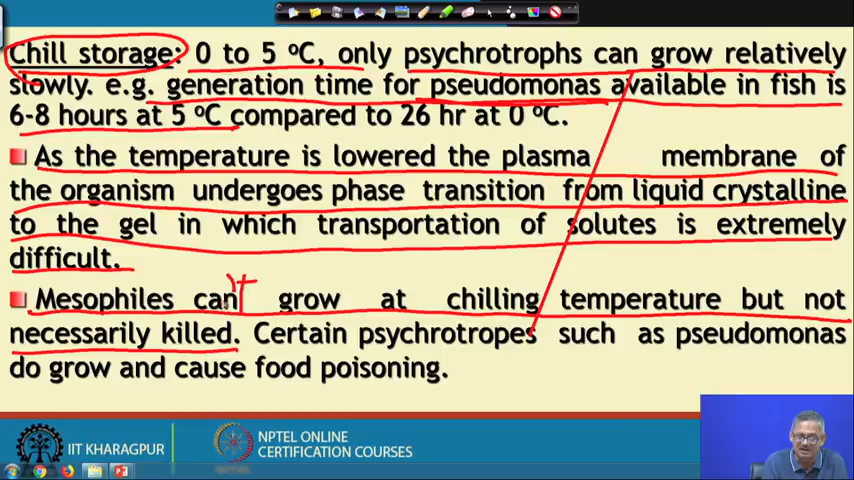 Chill storage: 0 to 5 ⁰C, only psychrotrophs can grow relatively
slowly. e.g. generation time for pseudomonas available in fish is
6-8 hours at 5 ⁰C compared to 26 hr at 0 ⁰C.
As the temperature is lowered the plasma membrane of
the organism undergoes phase transition from liquid crystalline
to the gel in which transportation of solutes is extremely
difficult.
Mesophiles can't grow at chilling temperature but not
necessarily killed. Certain psychrotropes such as pseudomonas
do grow and cause food poisoning.
IIT KHARAGPUR
NPTEL ONLINE
CERTIFICATION COURSES